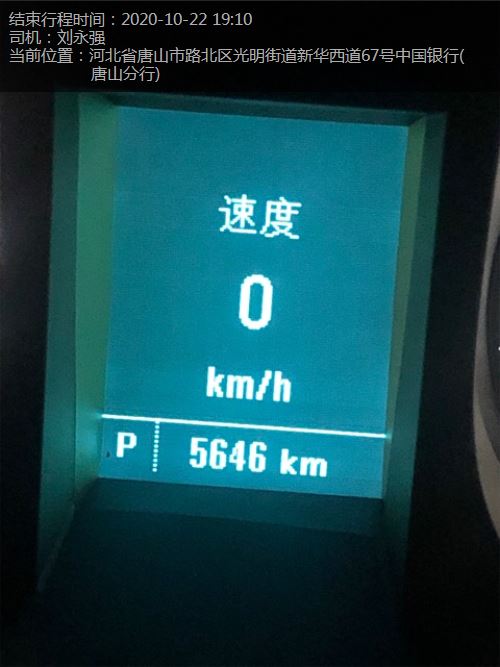 结束行程时间：2020-10-22 19:10
司机：刘永强
当前位置：河北省唐山市路北区光明街道新华西道67号中国银行(
唐山分行)
速度
0
km/h
P 5646 km